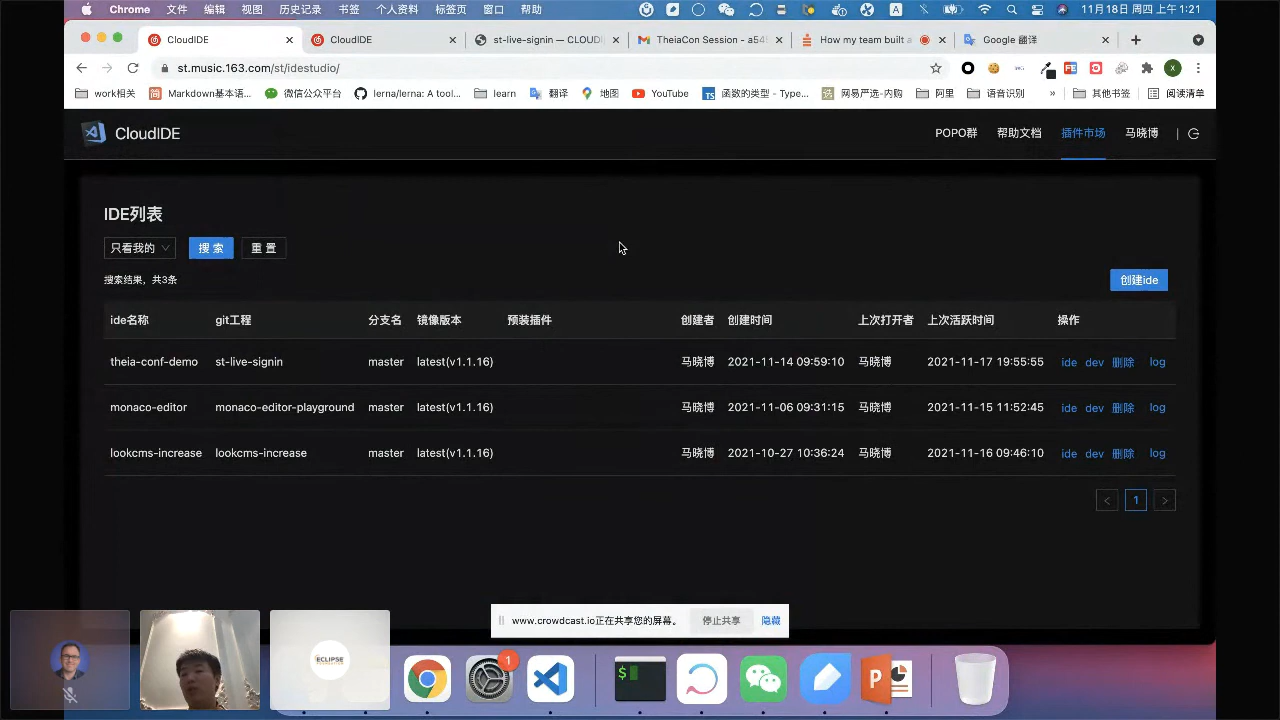 Chrome 文件 编辑 视图 历史记录 书签 个人资料 标签页 窗口 帮助 11月18日 周四 上午 1:21
CloudIDE CloudIDE st-live-signin — CLOUDI TheiaCon Session - a549 How my team built a Google 翻译
st.music.163.com/st/idestudio/
work相关 Markdown基本语... 微信公众平台 lerna/lerna: A tool... learn 翻译 地图 YouTube 函数的类型 - Type... 网易严选-内购 阿里 语音识别 » 其他书签 阅读清单
CloudIDE POPO群 帮助文档 插件市场 马晓博
IDE列表
只看我的 搜 索 重 置
搜索结果，共3条 创建ide
ide名称 git工程 分支名 镜像版本 预装插件 创建者 创建时间 上次打开者 上次活跃时间 操作
theia-conf-demo st-live-signin master latest(v1.1.16) 马晓博 2021-11-14 09:59:10 马晓博 2021-11-17 19:55:55 ide dev 删除 log
monaco-editor monaco-editor-playground master latest(v1.1.16) 马晓博 2021-11-06 09:31:15 马晓博 2021-11-15 11:52:45 ide dev 删除 log
lookcms-increase lookcms-increase master latest(v1.1.16) 马晓博 2021-10-27 10:36:24 马晓博 2021-11-16 09:46:10 ide dev 删除 log
< 1 >
www.crowdcast.io正在共享您的屏幕。 停止共享 隐藏
ECLIPSE
1
$
P